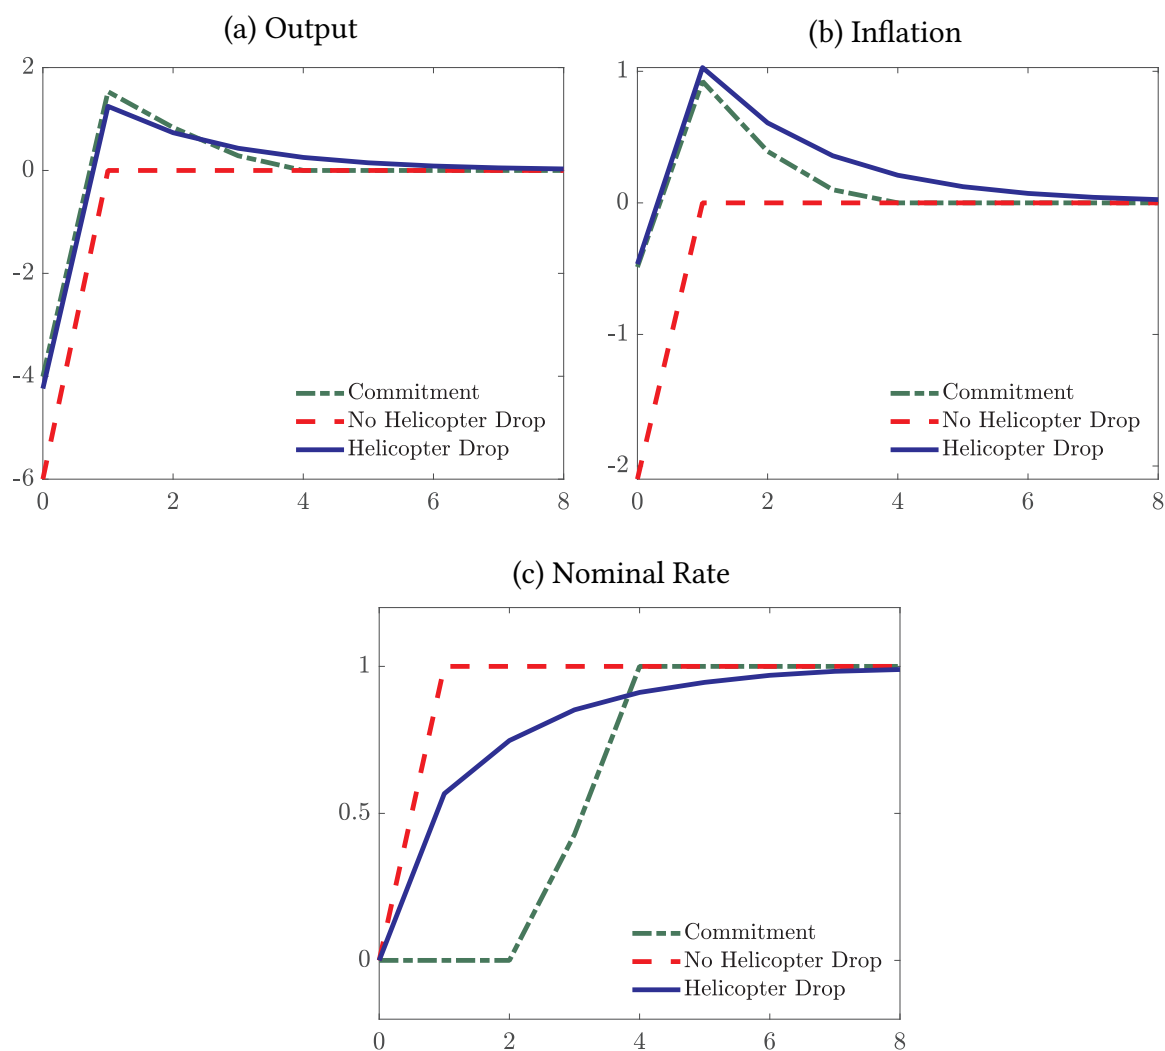 (a) Output
2
0
-2
-4
-6
0 2 4 6 8
Commitment
No Helicopter Drop
Helicopter Drop
(b) Inflation
1
0
-1
-2
0 2 4 6 8
Commitment
No Helicopter Drop
Helicopter Drop
(c) Nominal Rate
1
0.5
0
0 2 4 6 8
Commitment
No Helicopter Drop
Helicopter Drop